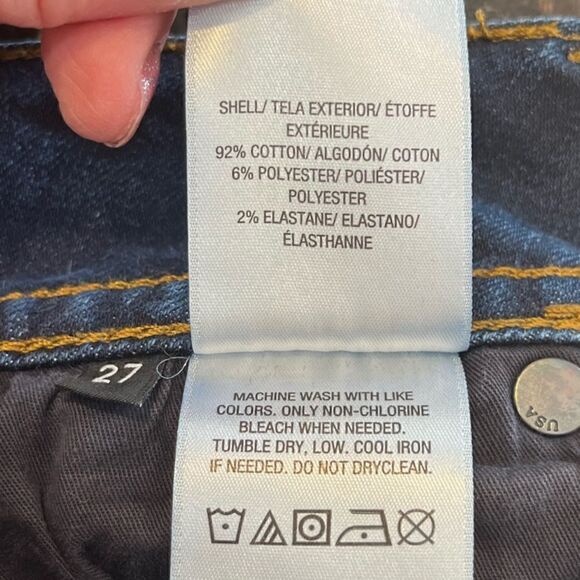 SHELL/ TELA EXTERIOR/ ÉTOFFE
EXTÉRIEURE
92% COTTON/ ALGODÓN/ COTON
6% POLYESTER/ POLIÉSTER/
POLYESTER
2% ELASTANE/ ELASTANO/
ÉLASTHANNE
27
MACHINE WASH WITH LIKE
COLORS. ONLY NON-CHLORINE
BLEACH WHEN NEEDED.
TUMBLE DRY, LOW. COOL IRON
IF NEEDED. DO NOT DRYCLEAN.
USA